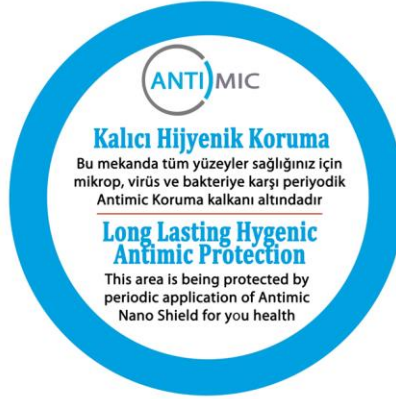 ANTIMIC
Kalıcı Hijyenik Koruma
Bu mekanda tüm yüzeyler sağlığınız için
mikrop, virüs ve bakteriye karşı periyodik
Antimic Koruma kalkanı altındadır
Long Lasting Hygenic
Antimic Protection
This area is being protected by
periodic application of Antimic
Nano Shield for you health